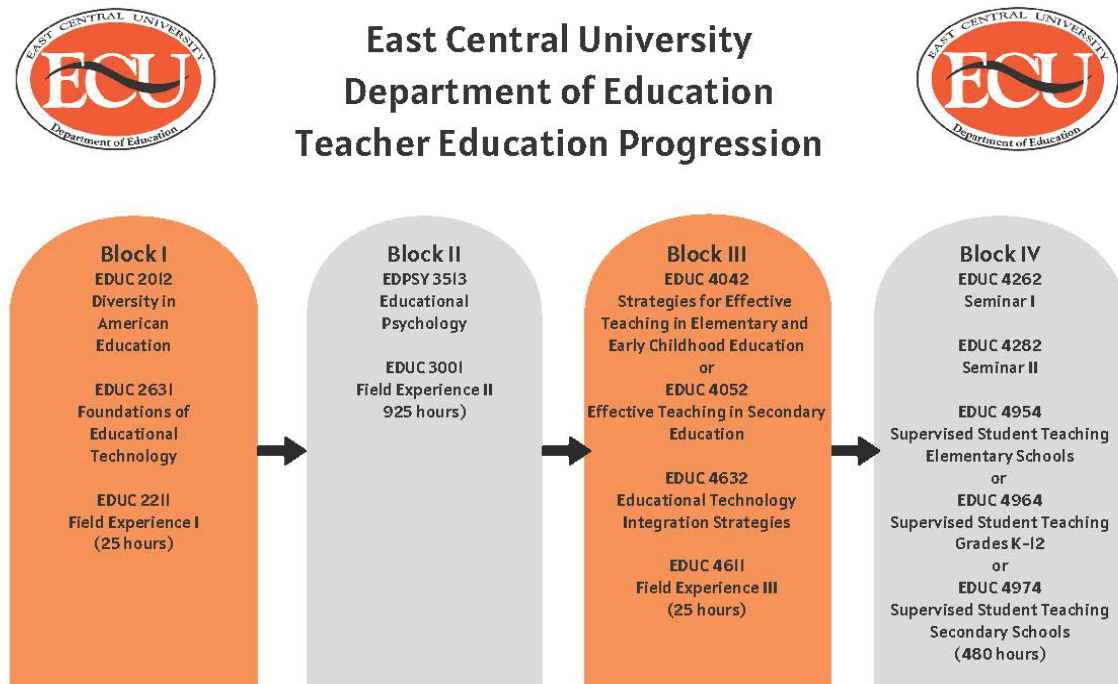 EAST CENTRAL UNIVERSITY
ECU
Department of Education
East Central University
Department of Education
Teacher Education Progression
EAST CENTRAL UNIVERSITY
ECU
Department of Education
Block I
EDUC 2012
Diversity in
American
Education
EDUC 2631
Foundations of
Educational
Technology
EDUC 2211
Field Experience I
(25 hours)
Block II
EDPSY 3513
Educational
Psychology
EDUC 3001
Field Experience II
925 hours)
Block III
EDUC 4042
Strategies for Effective
Teaching in Elementary and
Early Childhood Education
or
EDUC 4052
Effective Teaching in Secondary
Education
EDUC 4632
Educational Technology
Integration Strategies
EDUC 4611
Field Experience III
(25 hours)
Block IV
EDUC 4262
Seminar I
EDUC 4282
Seminar II
EDUC 4954
Supervised Student Teaching
Elementary Schools
or
EDUC 4964
Supervised Student Teaching
Grades K-12
or
EDUC 4974
Supervised Student Teaching
Secondary Schools
(480 hours)